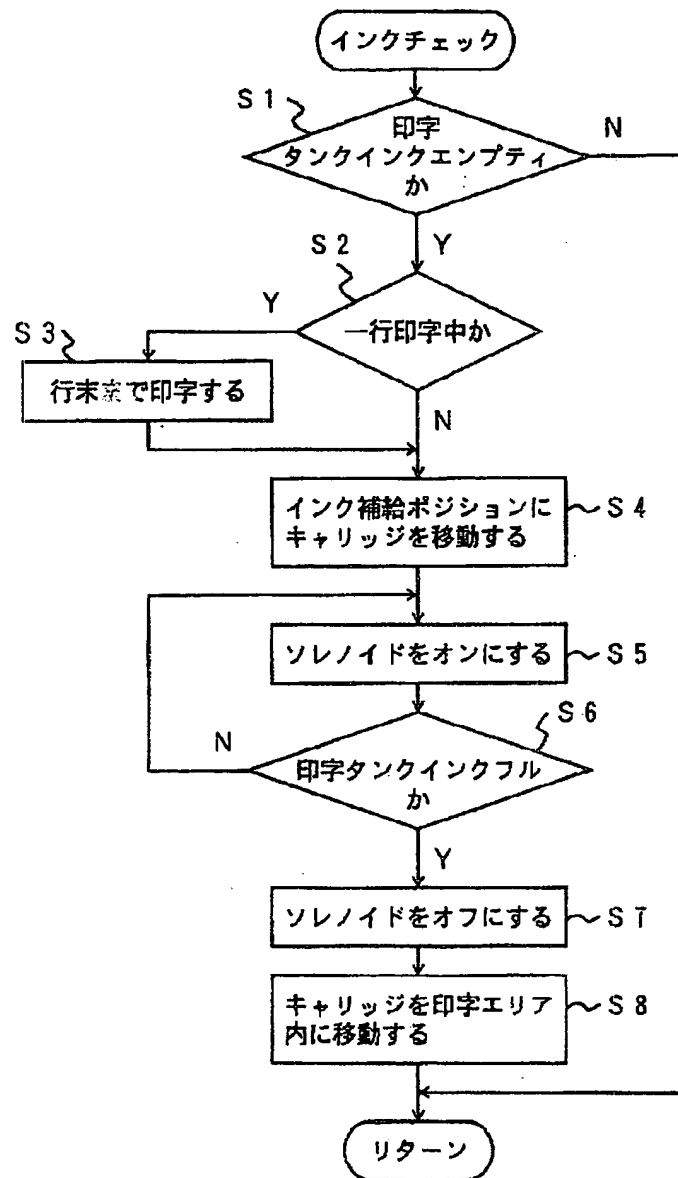 インクチェック
S1
印字
タンクインクエンプティ
か
N
Y
S2
一行印字中か
Y
N
S3
行末まで印字する
インク補給ポジションに
キャリッジを移動する
S4
ソレノイドをオンにする
S5
S6
印字タンクインクフル
か
N
Y
ソレノイドをオフにする
S7
キャリッジを印字エリア
内に移動する
S8
リターン